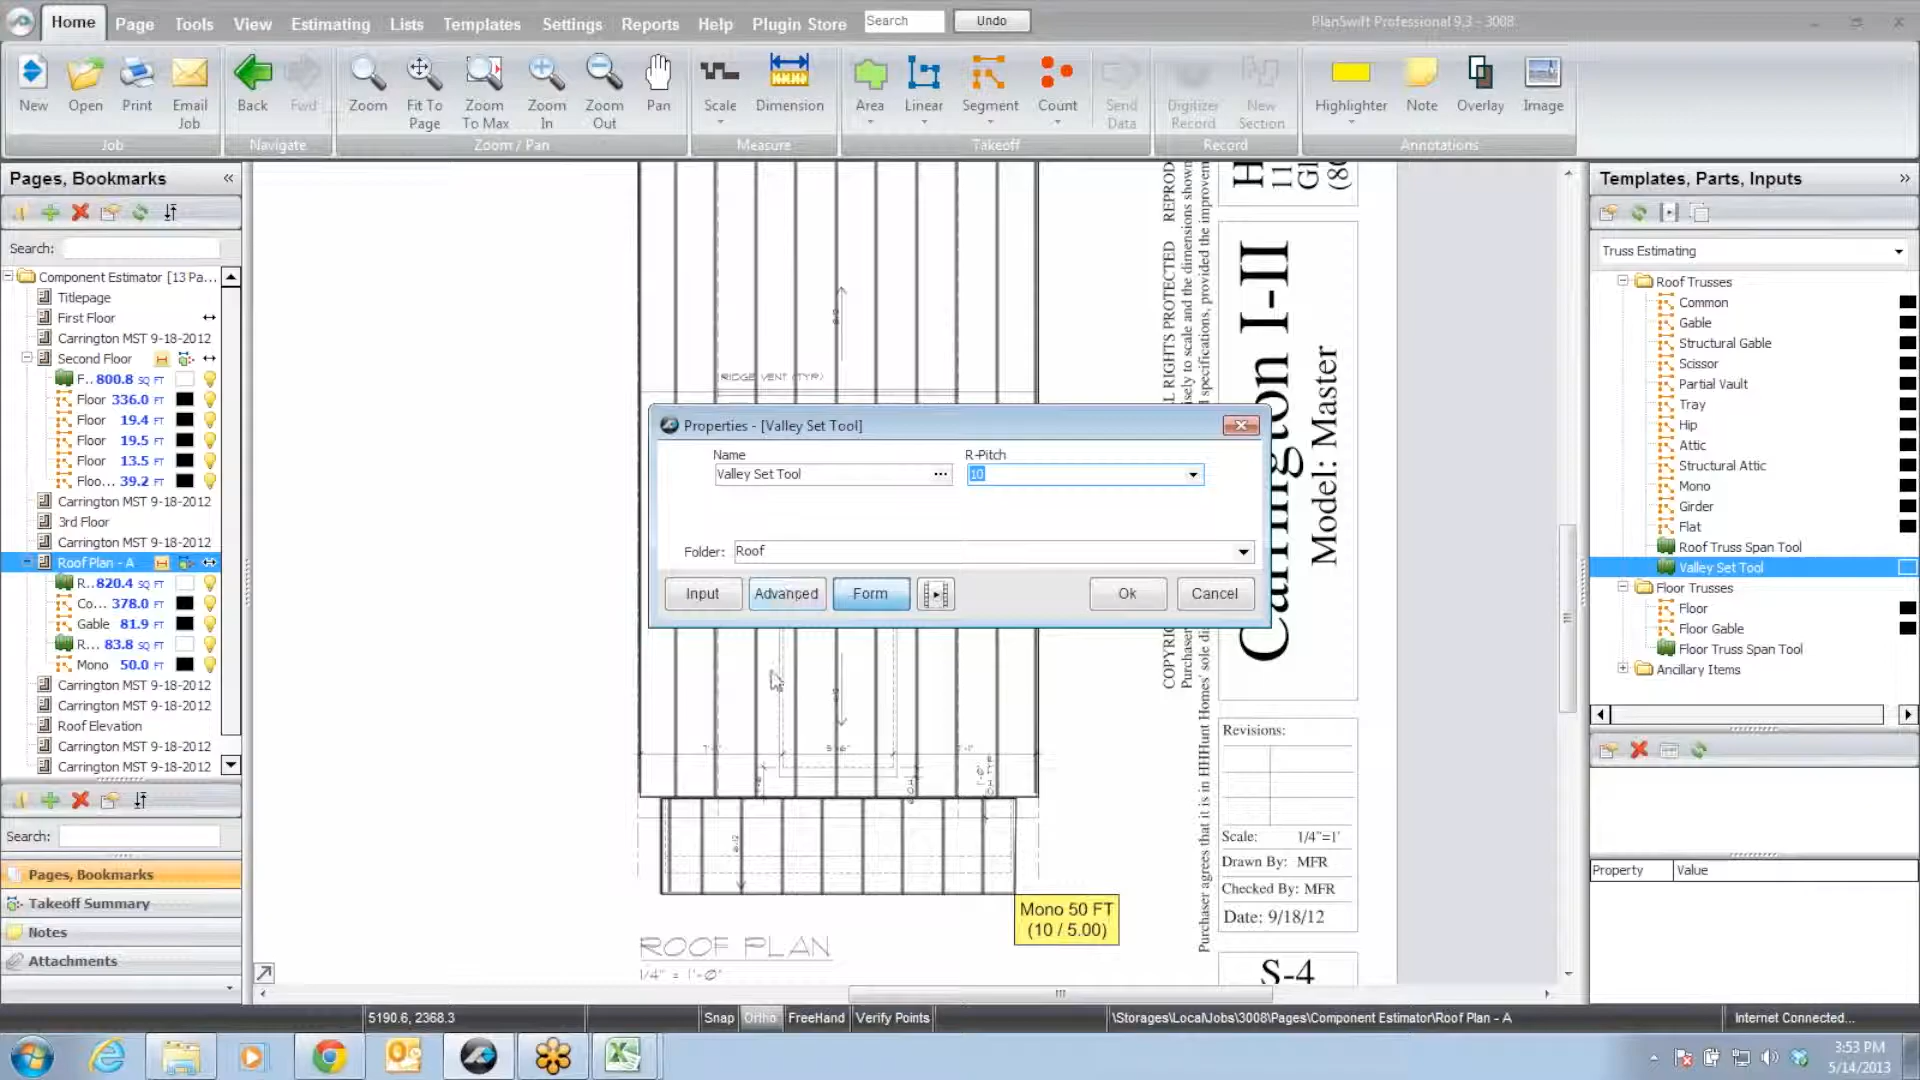 Home Page Tools View Estimating Lists Templates Settings Reports Help Plugin Store Search Undo
PlanSwift Professional 9.3 - 3008
New Open Print Email Job
Back Fwd
Zoom Fit To Page Zoom To Max Zoom In Zoom Out Pan
Scale Dimension
Area Linear Segment Count Send Data
Digitizer Record New Section
Highlighter Note Overlay Image
Job Navigate Zoom / Pan Measure Takeoff Record Annotations
Pages, Bookmarks
Search:
Component Estimator [13 Pa...
Titlepage
First Floor
Carrington MST 9-18-2012
Second Floor
F.. 800.8 SQ FT
Floor 336.0 FT
Floor 19.4 FT
Floor 19.5 FT
Floor 13.5 FT
Floo... 39.2 FT
Carrington MST 9-18-2012
3rd Floor
Carrington MST 9-18-2012
Roof Plan - A
R.. 820.4 SQ FT
Co... 378.0 FT
Gable 81.9 FT
R... 83.8 SQ FT
Mono 50.0 FT
Carrington MST 9-18-2012
Carrington MST 9-18-2012
Roof Elevation
Carrington MST 9-18-2012
Carrington MST 9-18-2012
Search:
Pages, Bookmarks
Takeoff Summary
Notes
Attachments
RIDGE VENT (TYP.)
Properties - [Valley Set Tool]
Name
Valley Set Tool
R-Pitch
10
Folder: Roof
Input Advanced Form Ok Cancel
Mono 50 FT
(10 / 5.00)
ROOF PLAN
1/4" = 1'-0"
RIGHTS PROTECTED
Carrington I-II
Model: Master
Revisions:
Scale: 1/4"=1'
Drawn By: MFR
Checked By: MFR
Date: 9/18/12
S-4
Templates, Parts, Inputs
Truss Estimating
Roof Trusses
Common
Gable
Structural Gable
Scissor
Partial Vault
Tray
Hip
Attic
Structural Attic
Mono
Girder
Flat
Roof Truss Span Tool
Valley Set Tool
Floor Trusses
Floor
Floor Gable
Floor Truss Span Tool
Ancillary Items
Property Value
5190.6, 2368.3
Snap Ortho FreeHand Verify Points
\Storages\Local\Jobs\3008\Pages\Component Estimator\Roof Plan - A
Internet Connected...
3:53 PM
5/14/2013